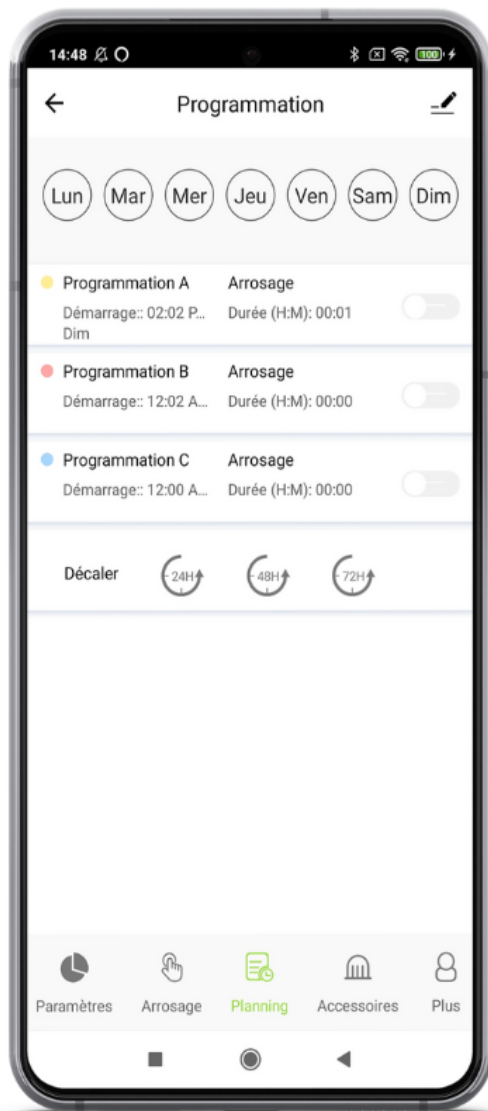 14:48 100
Programmation
Lun Mar Mer Jeu Ven Sam Dim
Programmation A Arrosage
Démarrage:: 02:02 P... Durée (H:M): 00:01
Dim
Programmation B Arrosage
Démarrage:: 12:02 A... Durée (H:M): 00:00
Programmation C Arrosage
Démarrage:: 12:00 A... Durée (H:M): 00:00
Décaler 24H 48H 72H
Paramètres Arrosage Planning Accessoires Plus